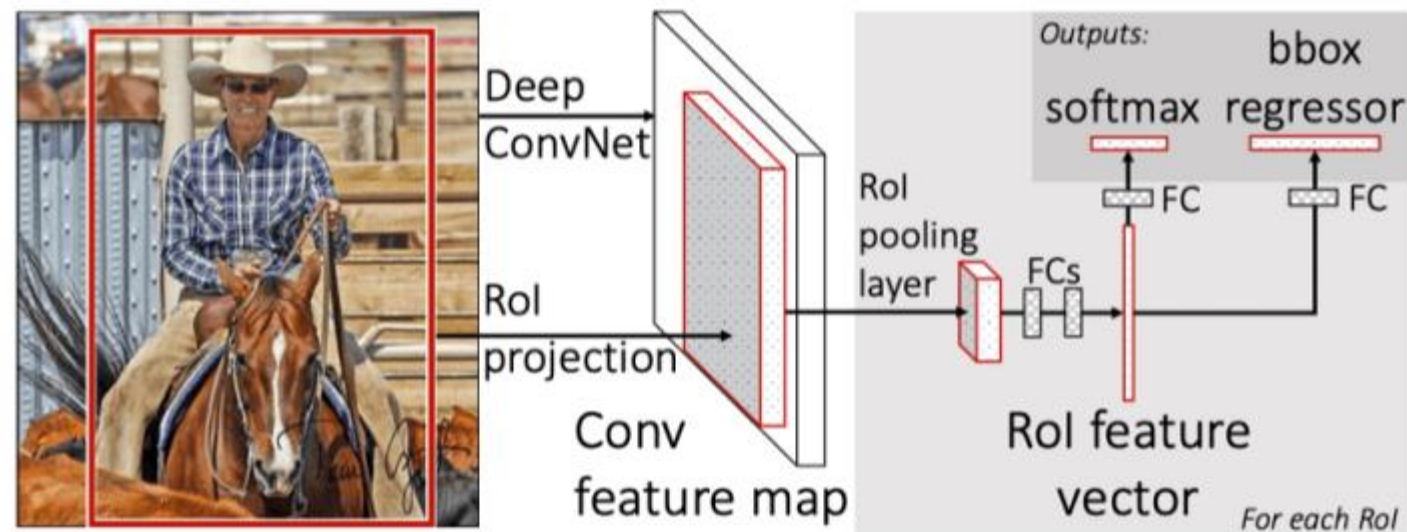 Deep
ConvNet
RoI
projection
Conv
feature map
RoI
pooling
layer
FCs
Outputs:
softmax
bbox
regressor
FC
FC
RoI feature
vector
For each RoI